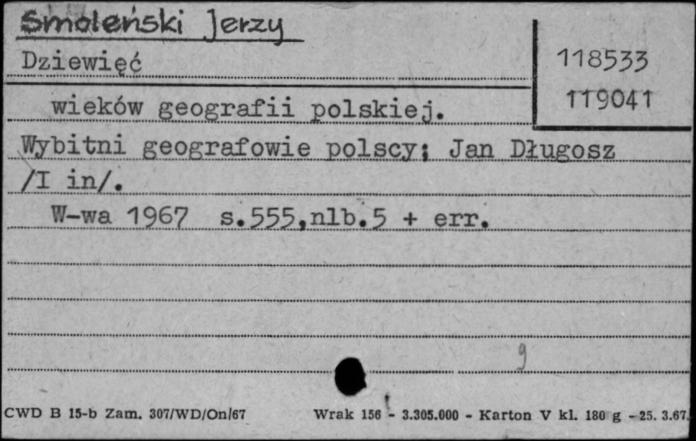 Smoleński Jerzy
Dziewięć
118533
119041
wieków geografii polskiej.
Wybitni geografowie polscy; Jan Długosz
/I in/.
W-wa 1967 s.555,nlb.5 + err.
9
CWD B 15-b Zam. 307/WD/On/67 Wrak 156 - 3.305.000 - Karton V kl. 180 g - 25. 3.67